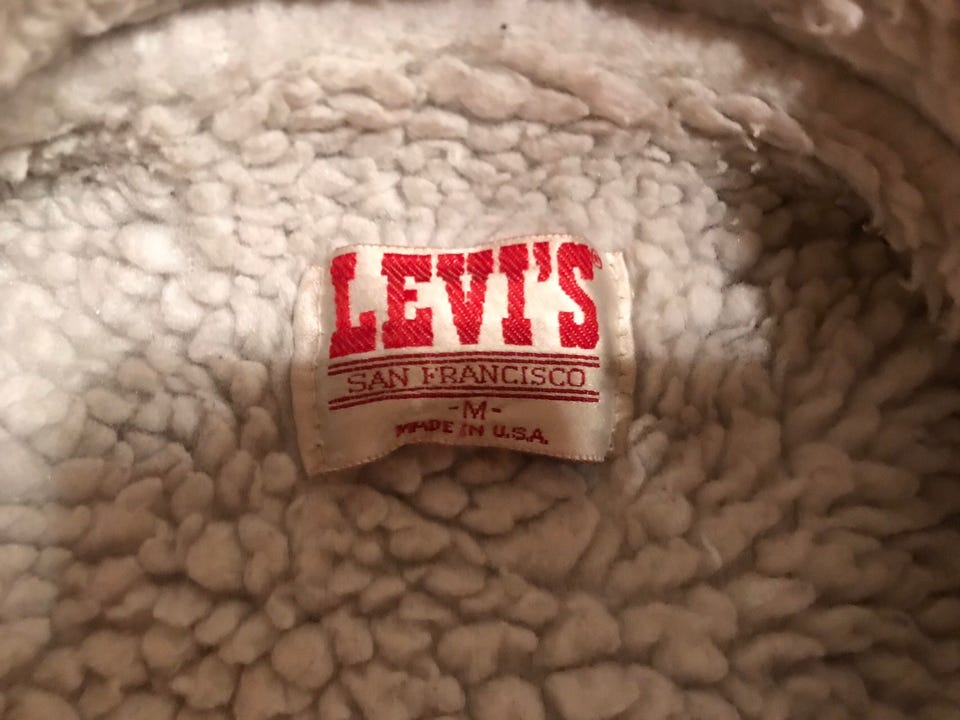 LEVI'S®
SAN FRANCISCO
-M-
MADE IN U.S.A.